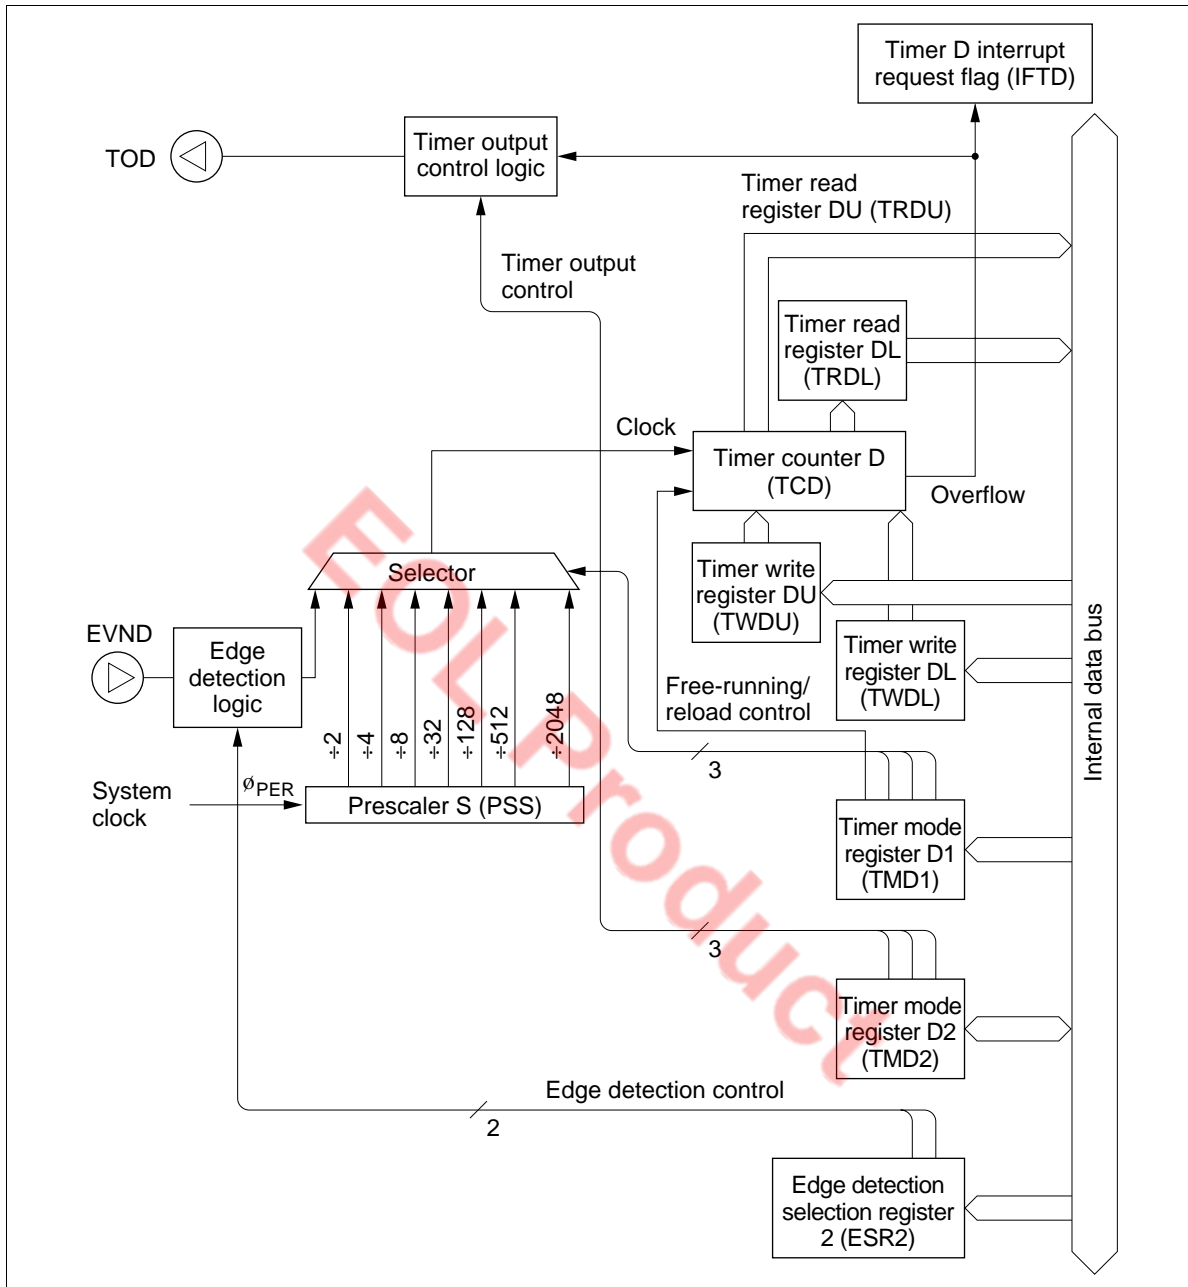 Timer D interrupt
request flag (IFTD)
TOD
Timer output
control logic
Timer read
register DU (TRDU)
Timer output
control
Timer read
register DL
(TRDL)
Clock
Timer counter D
(TCD)
Overflow
Selector
Timer write
register DU
(TWDU)
EVND
Edge
detection
logic
Timer write
register DL
(TWDL)
Free-running/
reload control
÷2
÷4
÷8
÷32
÷128
÷512
÷2048
3
System
clock
øPER
Prescaler S (PSS)
Timer mode
register D1
(TMD1)
Internal data bus
3
Timer mode
register D2
(TMD2)
Edge detection control
2
Edge detection
selection register
2 (ESR2)
EOL Product